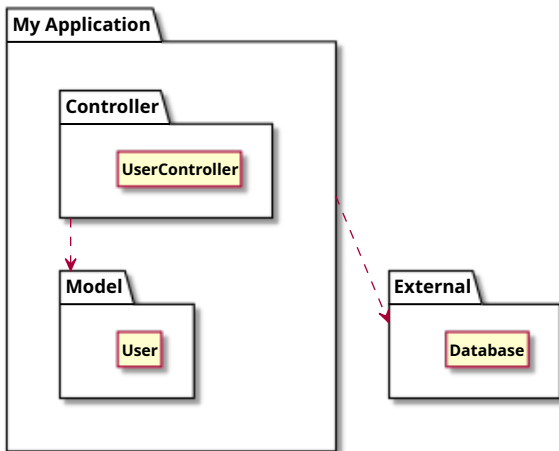 My Application
Controller
UserController
Model
User
External
Database